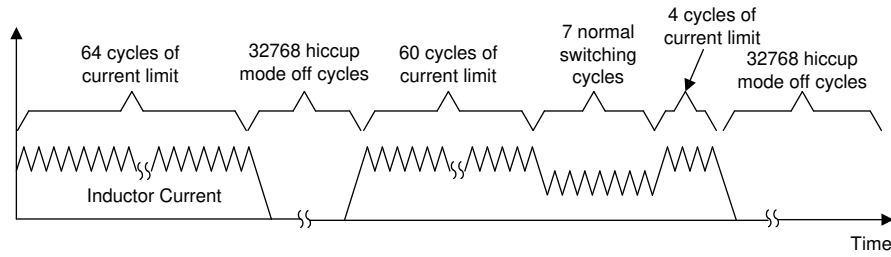 64 cycles of
current limit
32768 hiccup
mode off cycles
60 cycles of
current limit
7 normal
switching
cycles
4 cycles of
current limit
32768 hiccup
mode off cycles
Inductor Current
Time